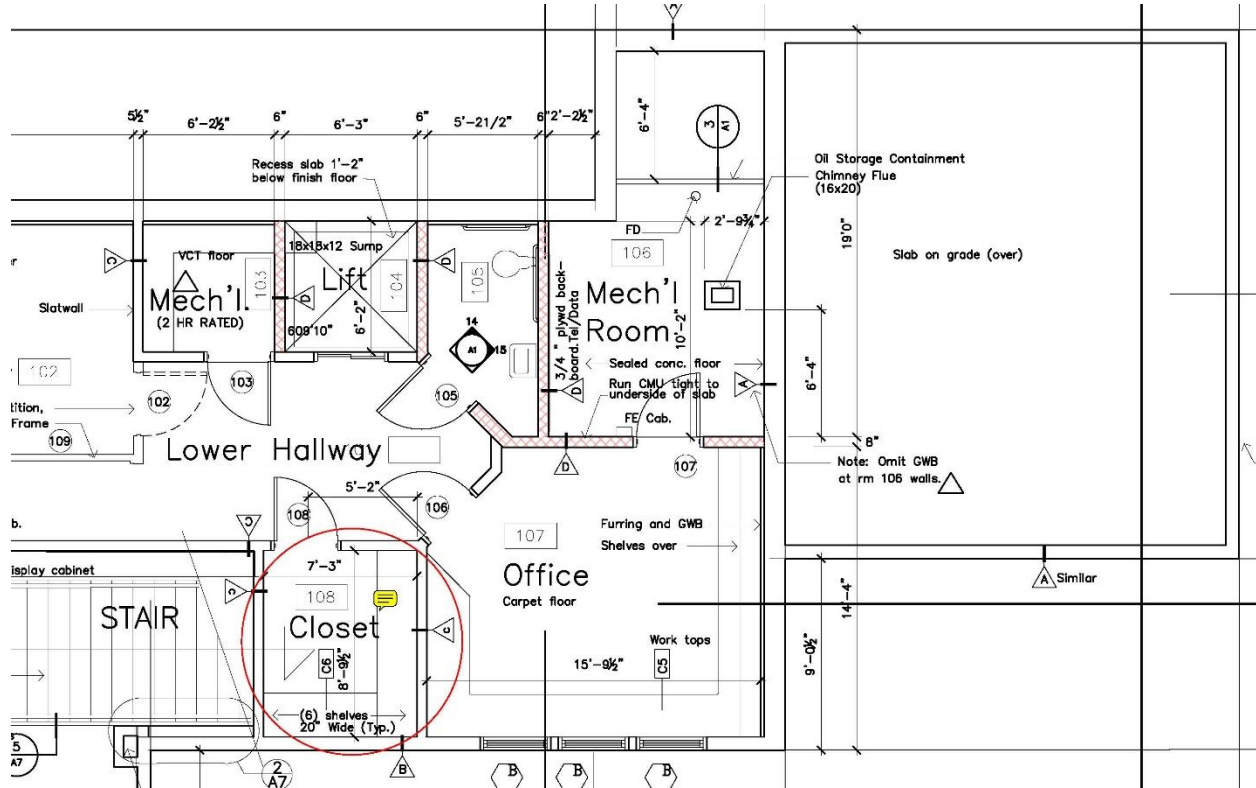 A
5½"
6'-2½"
6"
6'-3"
6"
5'-21/2"
6"
2'-2½"
6'-4"
3
A1
Recess slab 1'-2"
below finish floor
Oil Storage Containment
Chimney Flue
(16x20)
2'-9¾"
FD
19'0"
Slab on grade (over)
VCT floor
18x18x12 Sump
C
D
D
103
104
105
106
Slatwall
Mech'l.
(2 HR RATED)
Lift
609'10"
6'-2"
Mech'l
Room
3/4 " plywd back-
board.Tel/Data
10'-2"
14
A1
15
6'-4"
102
Sealed conc. floor
Run CMU tight to
underside of slab
D
A
tition,
Frame
102
103
105
FE Cab.
109
Lower Hallway
8"
D
107
Note: Omit GWB
at rm 106 walls.
5'-2"
108
106
b.
C
107
Furring and GWB
Shelves over
isplay cabinet
7'-3"
Office
Carpet floor
A
Similar
C
108
STAIR
Closet
c
Work tops
14'-4"
9'-0½"
C6
8'-9½"
15'-9½"
C5
(6) shelves
20" Wide (Typ.)
5
A7
2
A7
B
B
B
B